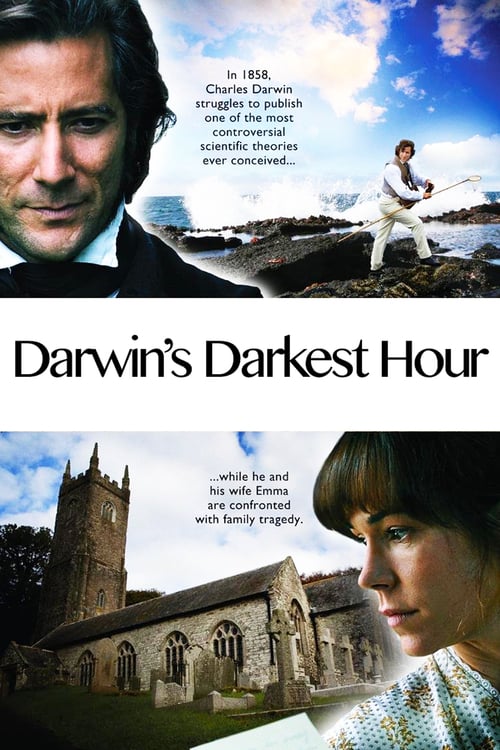 In 1858,
Charles Darwin
struggles to publish
one of the most
controversial
scientific theories
ever conceived...
Darwin's Darkest Hour
...while he and
his wife Emma
are confronted
with family tragedy.